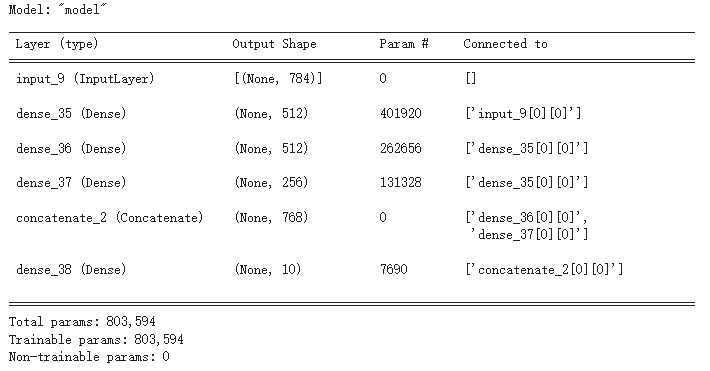 Model: "model"
Layer (type) Output Shape Param # Connected to
input_9 (InputLayer) [(None, 784)] 0 []
dense_35 (Dense) (None, 512) 401920 ['input_9[0][0]']
dense_36 (Dense) (None, 512) 262656 ['dense_35[0][0]']
dense_37 (Dense) (None, 256) 131328 ['dense_35[0][0]']
concatenate_2 (Concatenate) (None, 768) 0 ['dense_36[0][0]',
'dense_37[0][0]']
dense_38 (Dense) (None, 10) 7690 ['concatenate_2[0][0]']
Total params: 803,594
Trainable params: 803,594
Non-trainable params: 0